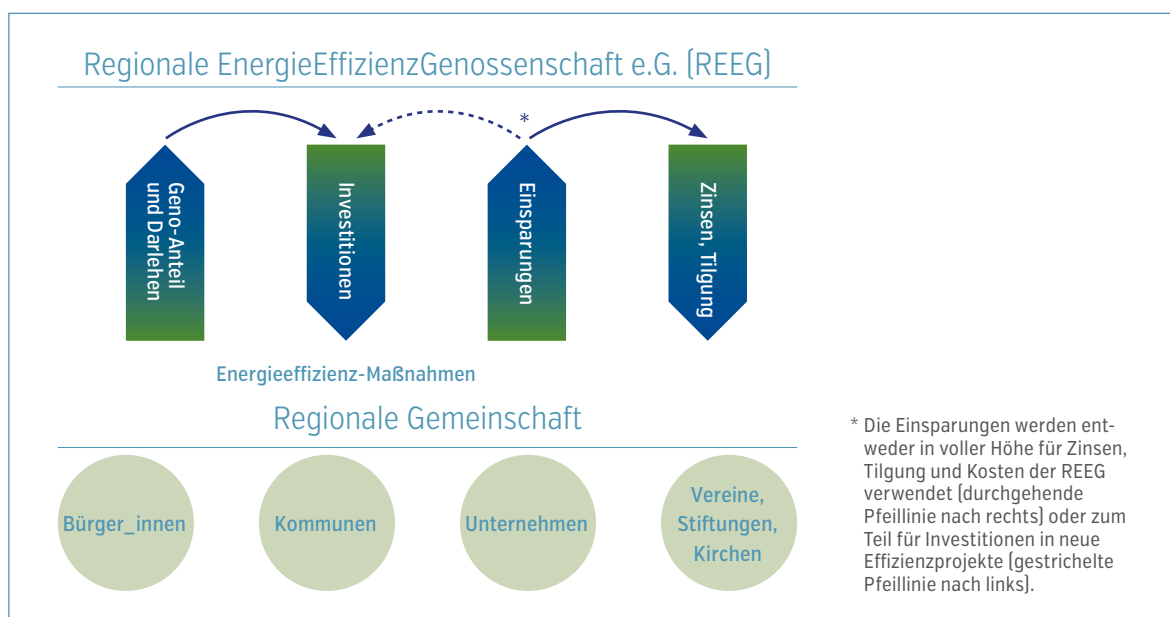 Regionale EnergieEffizienzGenossenschaft e.G. (REEG)
*
Geno-Anteil
und Darlehen
Investitionen
Einsparungen
Zinsen, Tilgung
Energieeffizienz-Maßnahmen
Regionale Gemeinschaft
Bürger_innen
Kommunen
Unternehmen
Vereine,
Stiftungen,
Kirchen
* Die Einsparungen werden ent-
weder in voller Höhe für Zinsen,
Tilgung und Kosten der REEG
verwendet (durchgehende
Pfeillinie nach rechts) oder zum
Teil für Investitionen in neue
Effizienzprojekte (gestrichelte
Pfeillinie nach links).